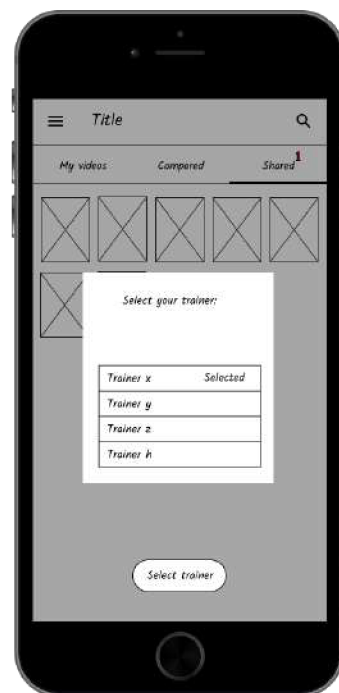 Title
My videos Compared Shared 1
Select your trainer:
Trainer x Selected
Trainer y
Trainer z
Trainer h
Select trainer